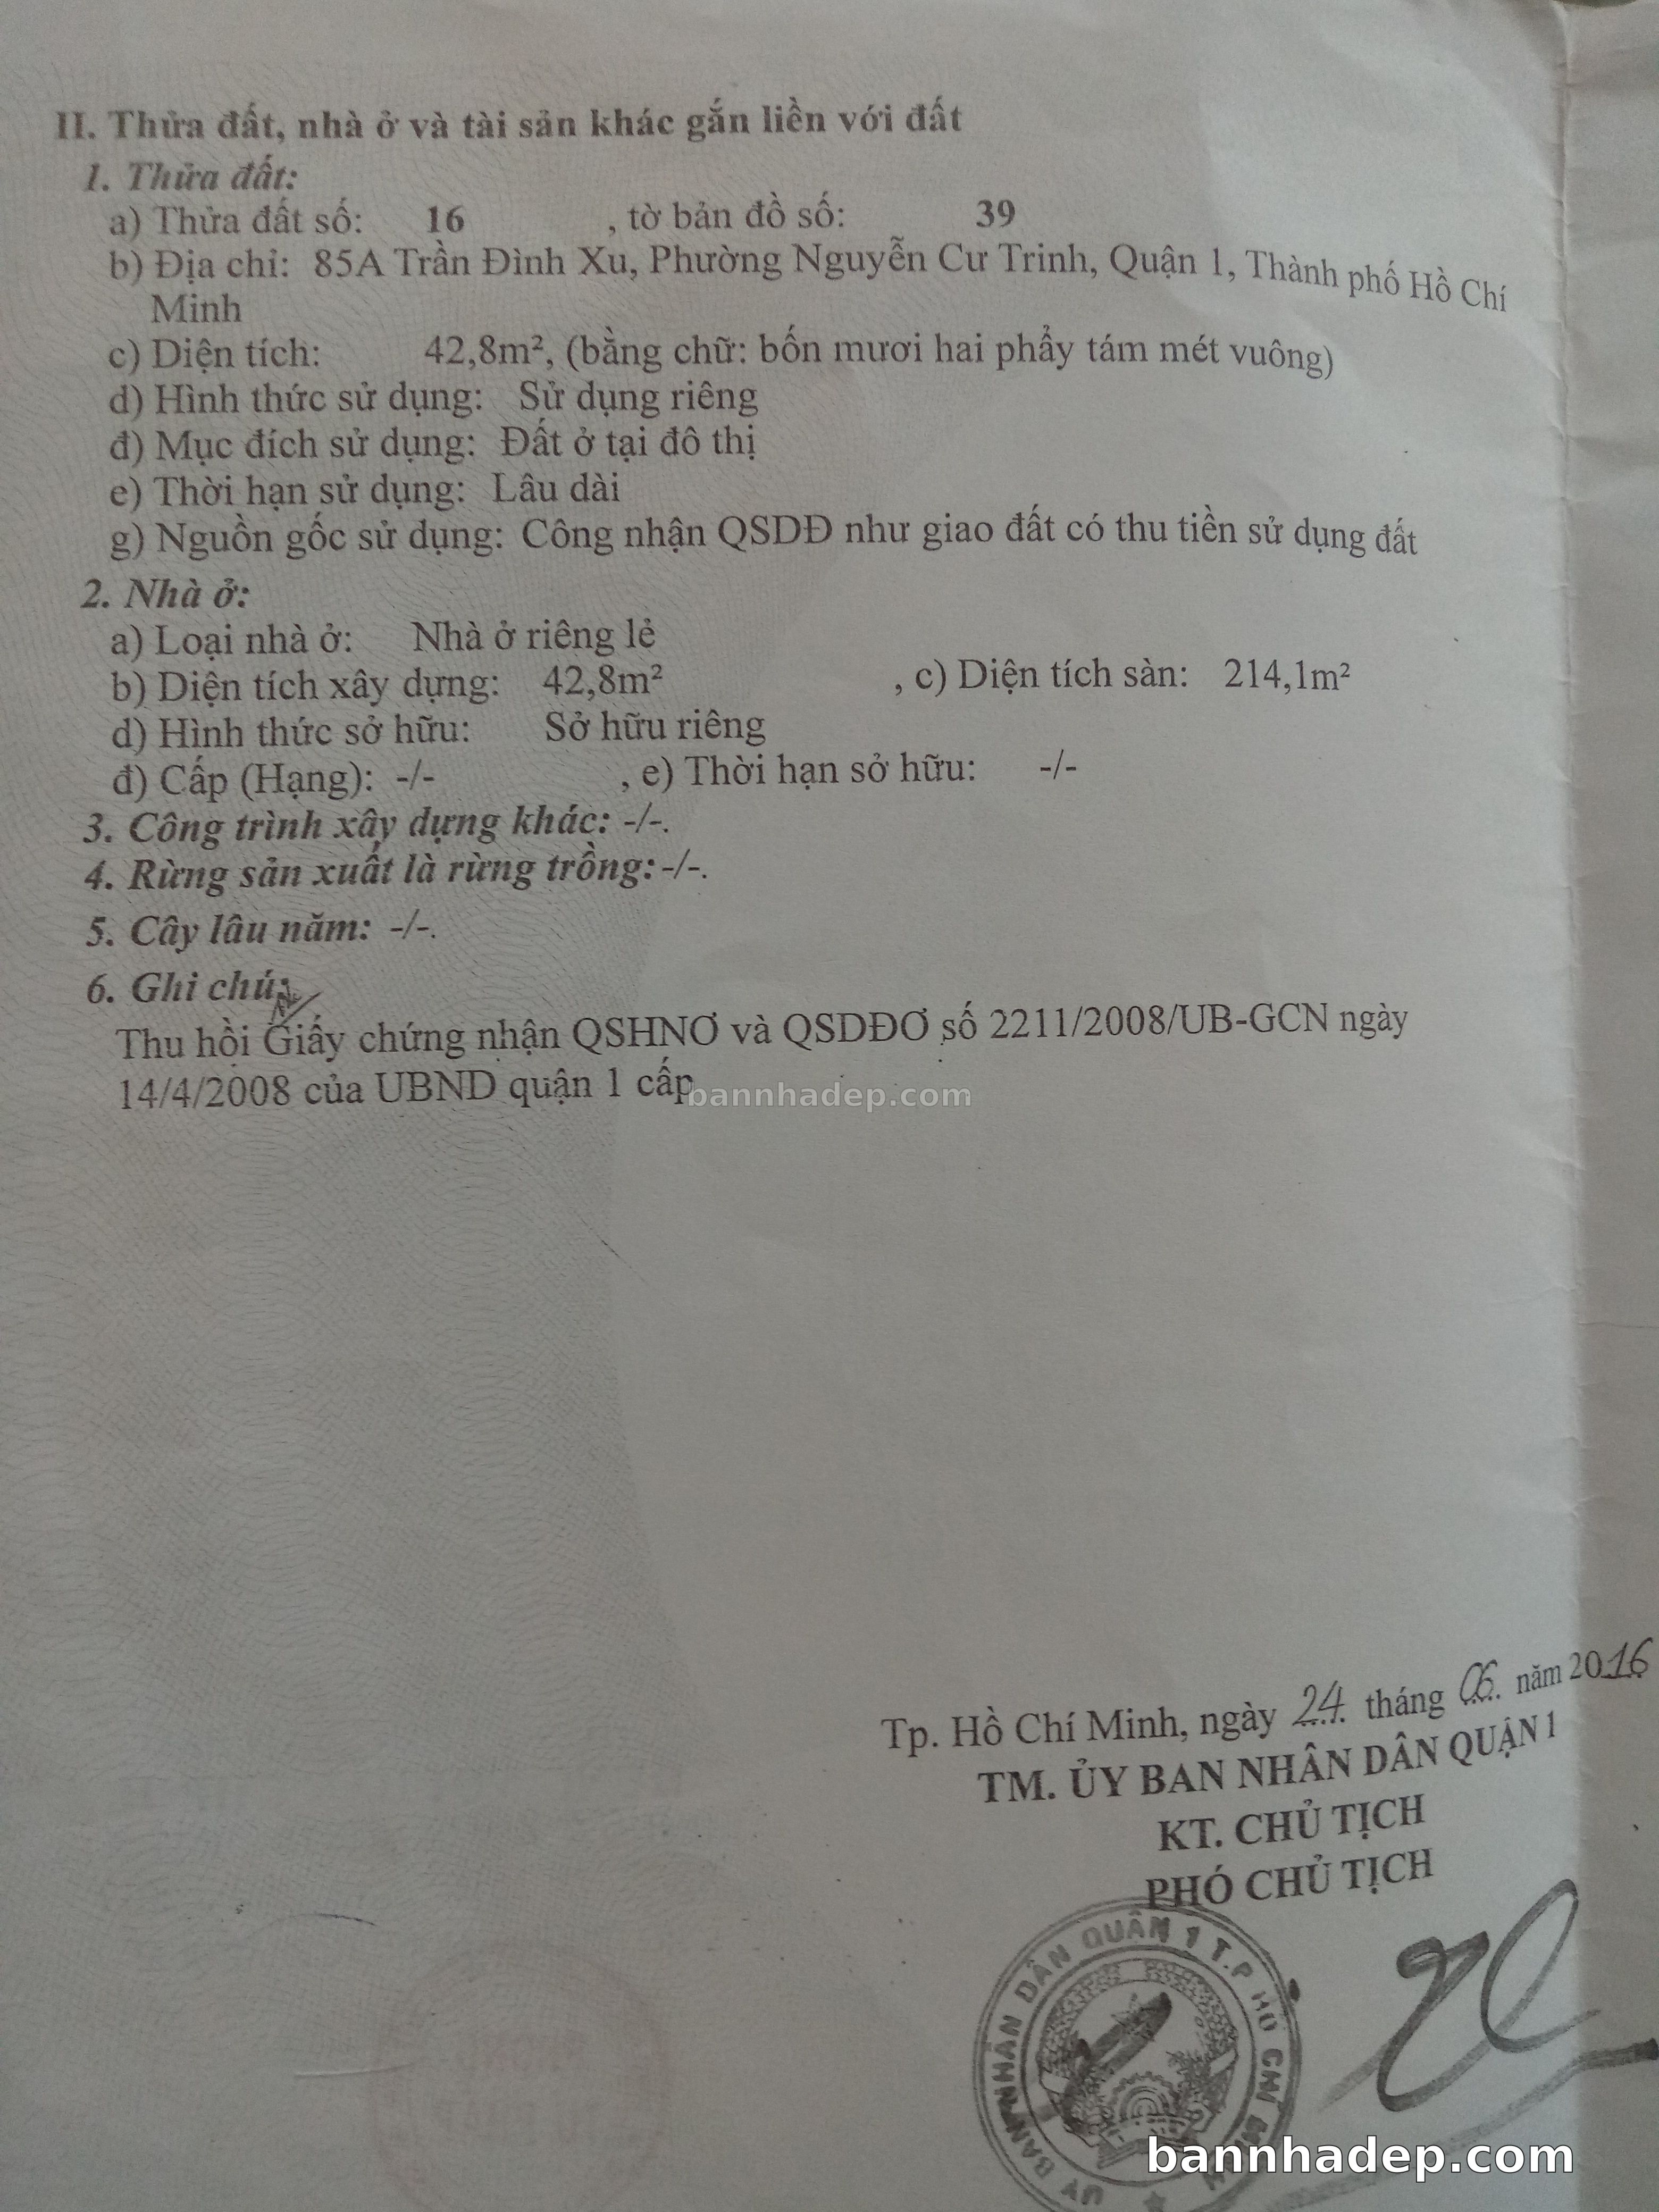 II. Thửa đất, nhà ở và tài sản khác gắn liền với đất
1. Thửa đất:
a) Thửa đất số: 16 , tờ bản đồ số: 39
b) Địa chỉ: 85A Trần Đình Xu, Phường Nguyễn Cư Trinh, Quận 1, Thành phố Hồ Chí
Minh
c) Diện tích: 42,8m², (bằng chữ: bốn mươi hai phẩy tám mét vuông)
d) Hình thức sử dụng: Sử dụng riêng
đ) Mục đích sử dụng: Đất ở tại đô thị
e) Thời hạn sử dụng: Lâu dài
g) Nguồn gốc sử dụng: Công nhận QSDĐ như giao đất có thu tiền sử dụng đất
2. Nhà ở:
a) Loại nhà ở: Nhà ở riêng lẻ
b) Diện tích xây dựng: 42,8m² , c) Diện tích sàn: 214,1m²
d) Hình thức sở hữu: Sở hữu riêng
đ) Cấp (Hạng): -/- , e) Thời hạn sở hữu: -/-
3. Công trình xây dựng khác: -/-.
4. Rừng sản xuất là rừng trồng: -/-.
5. Cây lâu năm: -/-.
6. Ghi chú:
Thu hồi Giấy chứng nhận QSHNƠ và QSDĐƠ số 2211/2008/UB-GCN ngày
14/4/2008 của UBND quận 1 cấp
bannhadep.com
Tp. Hồ Chí Minh, ngày 24 tháng 06 năm 2016
TM. ỦY BAN NHÂN DÂN QUẬN 1
KT. CHỦ TỊCH
PHÓ CHỦ TỊCH
ỦY BAN NHÂN DÂN QUẬN 1 T.P HỒ CHÍ
bannhadep.com